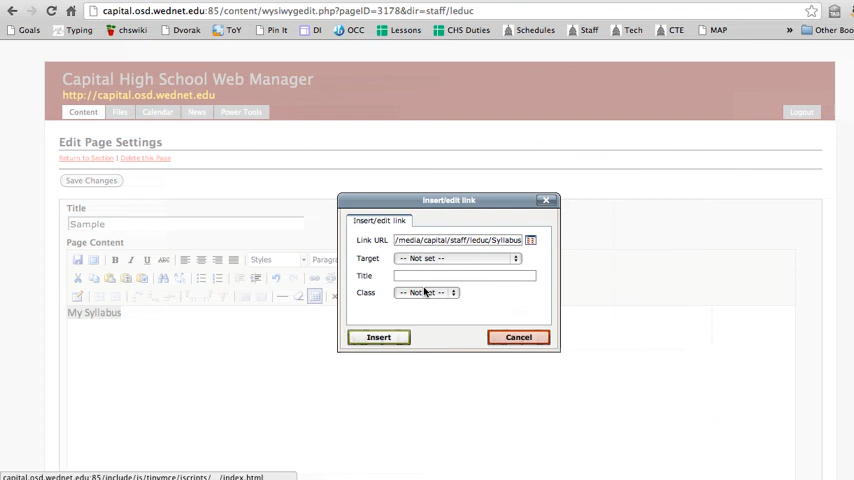 capital.osd.wednet.edu:85/content/wysiwygedit.php?pageID=3178&dir=staff/leduc
Goals Typing chswiki Dvorak ToY Pin It DI OCC Lessons CHS Duties Schedules Staff Tech CTE MAP » Other Boo
Capital High School Web Manager
http://capital.osd.wednet.edu
Content Files Calendar News Power Tools Logout
Edit Page Settings
Return to Section | Delete this Page
Save Changes
Title
Sample
Page Content
B I U ABC Styles Paragra
My Syllabus
Insert/edit link
Insert/edit link
Link URL /media/capital/staff/leduc/Syllabus
Target -- Not set --
Title
Class -- Not set --
Insert Cancel
capital.osd.wednet.edu:85/include/js/tinymce/jscripts/.../index.html